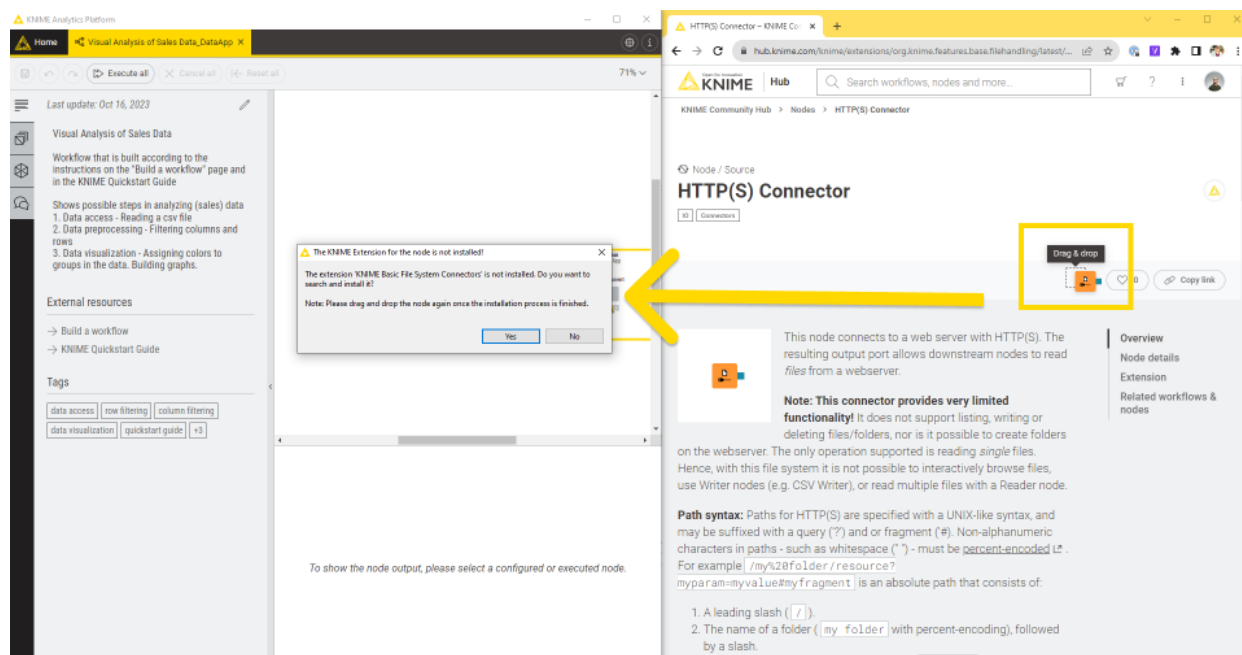 KNIME Analytics Platform
Home
Visual Analysis of Sales Data_DataApp
Execute all
Cancel all
Reset all
71%
Last update: Oct 16, 2023
Visual Analysis of Sales Data
Workflow that is built according to the
instructions on the "Build a workflow" page and
in the KNIME Quickstart Guide
Shows possible steps in analyzing (sales) data
1. Data access - Reading a csv file
2. Data preprocessing - Filtering columns and
rows
3. Data visualization - Assigning colors to
groups in the data. Building graphs.
External resources
→ Build a workflow
→ KNIME Quickstart Guide
Tags
data access
row filtering
column filtering
data visualization
quickstart guide
+3
The KNIME Extension for the node is not installed!
The extension 'KNIME Basic File System Connectors' is not installed. Do you want to
search and install it?
Note: Please drag and drop the node again once the installation process is finished.
Yes
No
To show the node output, please select a configured or executed node.
HTTP(S) Connector – KNIME Co
hub.knime.com/knime/extensions/org.knime.features.base.filehandling/latest/...
Open for Innovation
KNIME
Hub
Search workflows, nodes and more...
KNIME Community Hub > Nodes > HTTP(S) Connector
Node / Source
HTTP(S) Connector
IO
Connectors
Drag & drop
0
Copy link
This node connects to a web server with HTTP(S). The
resulting output port allows downstream nodes to read
files from a webserver.
Note: This connector provides very limited
functionality! It does not support listing, writing or
deleting files/folders, nor is it possible to create folders
on the webserver. The only operation supported is reading single files.
Hence, with this file system it is not possible to interactively browse files,
use Writer nodes (e.g. CSV Writer), or read multiple files with a Reader node.
Path syntax: Paths for HTTP(S) are specified with a UNIX-like syntax, and
may be suffixed with a query ('?') and or fragment ('#). Non-alphanumeric
characters in paths - such as whitespace (" ") - must be percent-encoded .
For example /my%20folder/resource?
myparam=myvalue#myfragment is an absolute path that consists of:
1. A leading slash ( / ).
2. The name of a folder ( my folder with percent-encoding), followed
by a slash.
Overview
Node details
Extension
Related workflows &
nodes